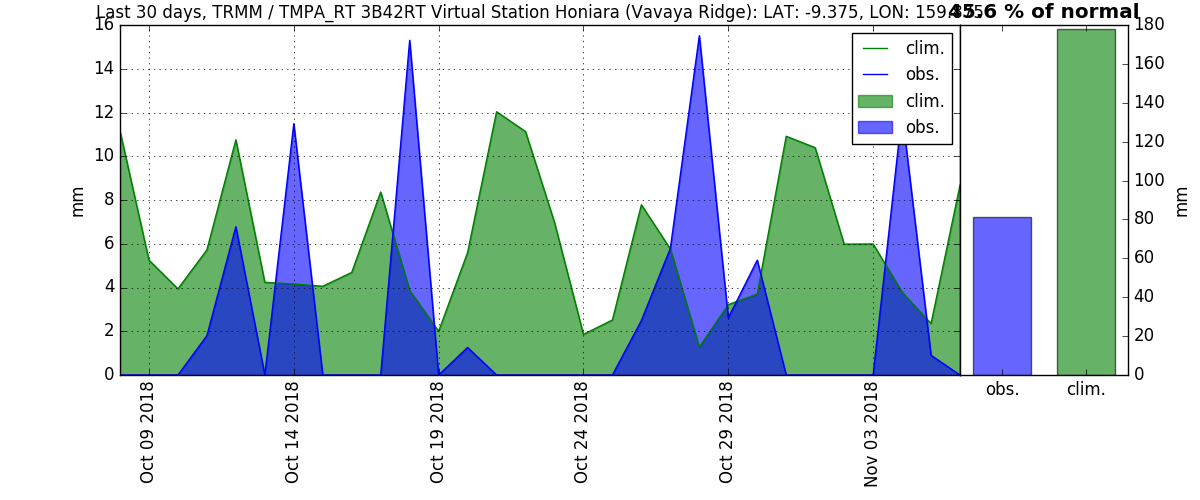 Last 30 days, TRMM / TMPA_RT 3B42RT Virtual Station Honiara (Vavaya Ridge): LAT: -9.375, LON: 159.875
45.6 % of normal
16
14
12
10
8
6
4
2
0
mm
clim.
obs.
clim.
obs.
Oct 09 2018
Oct 14 2018
Oct 19 2018
Oct 24 2018
Oct 29 2018
Nov 03 2018
180
160
140
120
100
80
60
40
20
0
mm
obs.
clim.